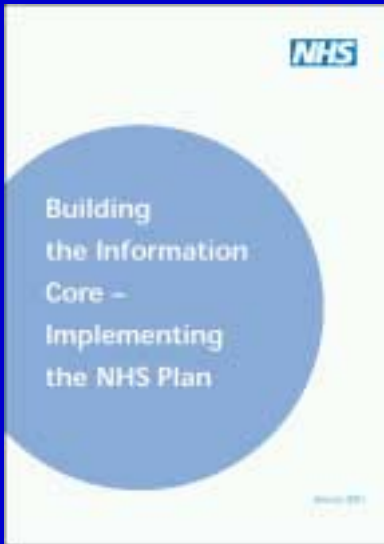 NHS
Building
the Information
Core –
Implementing
the NHS Plan